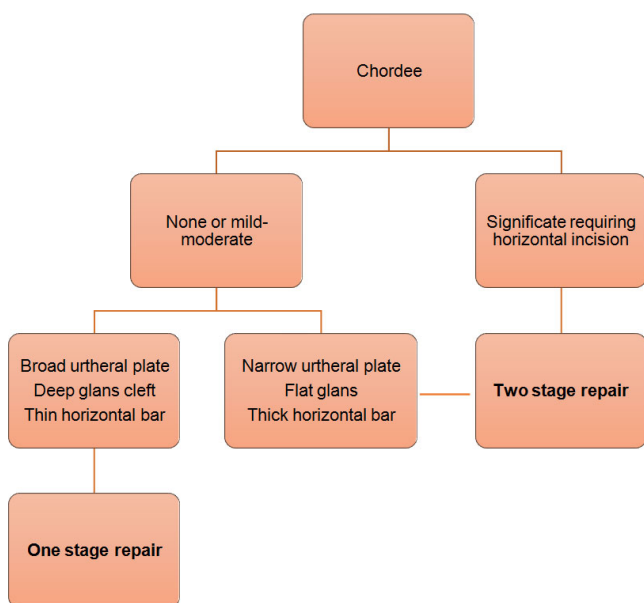 Chordee
None or mild-
moderate
Significate requiring
horizontal incision
Broad urtheral plate
Deep glans cleft
Thin horizontal bar
Narrow urtheral plate
Flat glans
Thick horizontal bar
Two stage repair
One stage repair